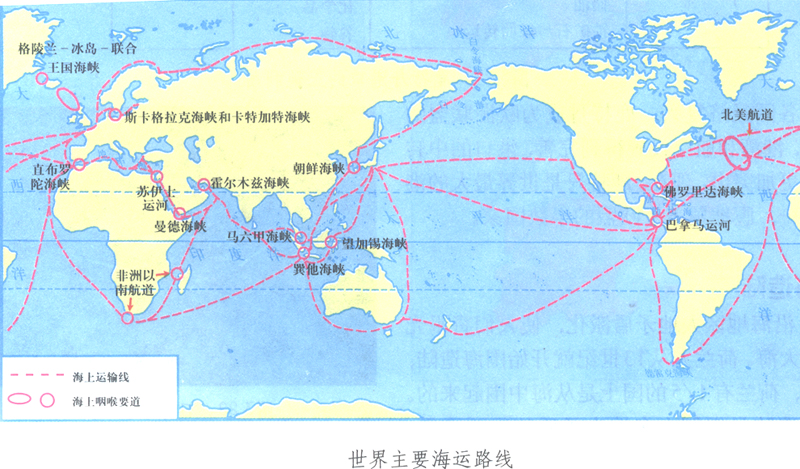 格陵兰-冰岛-联合
王国海峡
斯卡格拉克海峡和卡特加特海峡
北美航道
直布罗
陀海峡
苏伊士
运河
霍尔木兹海峡
朝鲜海峡
佛罗里达海峡
曼德海峡
马六甲海峡
望加锡海峡
巴拿马运河
巽他海峡
非洲以
南航道
海上运输线
海上咽喉要道
世界主要海运路线